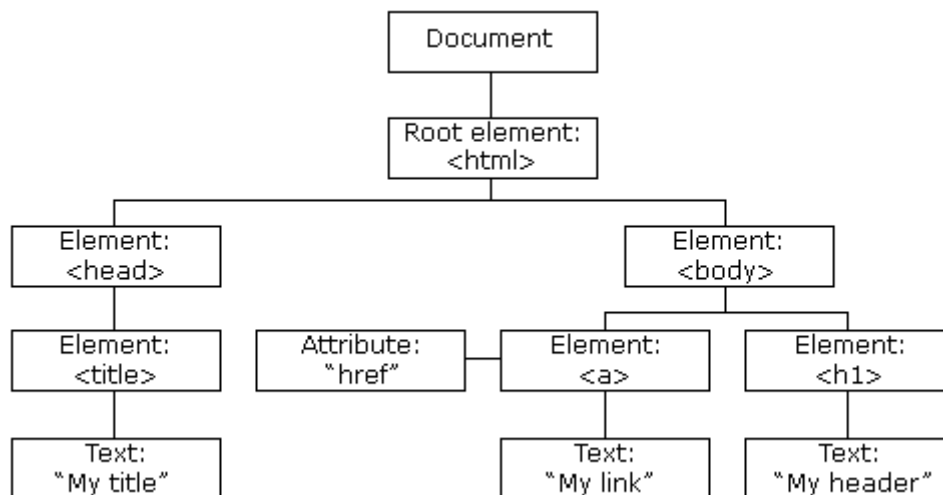 Document
Root element:
<html>
Element:
<head>
Element:
<body>
Element:
<title>
Attribute:
“href”
Element:
<a>
Element:
<h1>
Text:
“My title”
Text:
“My link”
Text:
“My header”